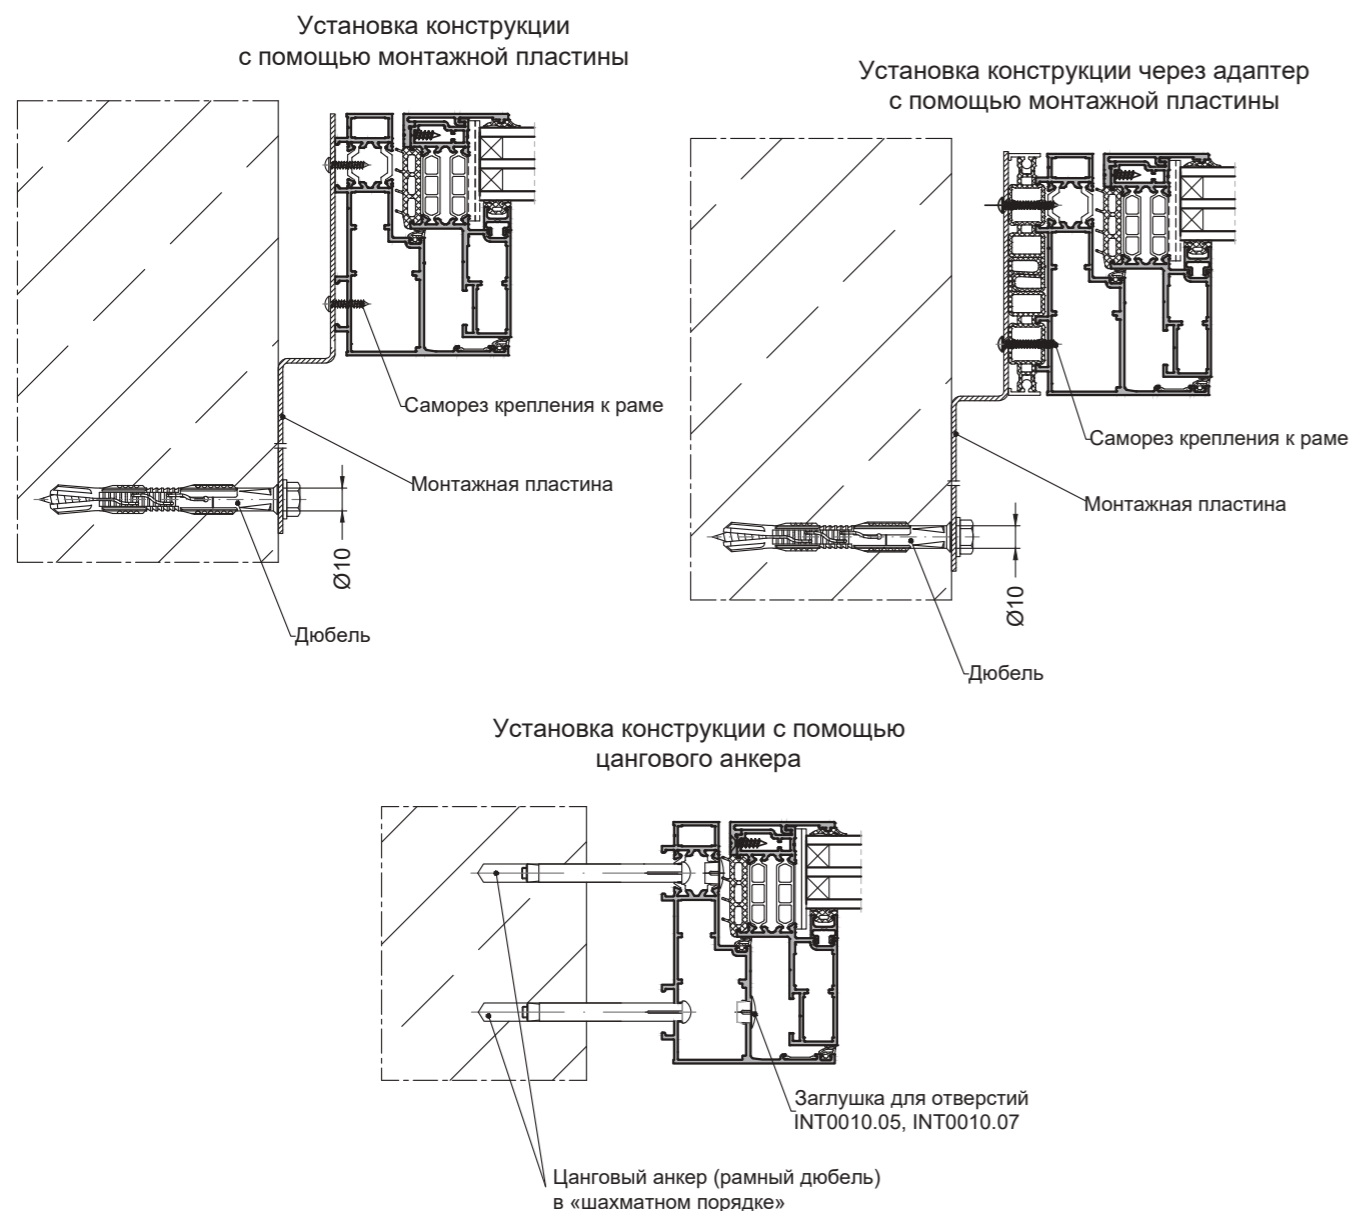 Установка конструкции
с помощью монтажной пластины
Саморез крепления к раме
Монтажная пластина
Ø10
Дюбель
Установка конструкции через адаптер
с помощью монтажной пластины
Саморез крепления к раме
Монтажная пластина
Ø10
Дюбель
Установка конструкции с помощью
цангового анкера
Заглушка для отверстий
INT0010.05, INT0010.07
Цанговый анкер (рамный дюбель)
в «шахматном порядке»